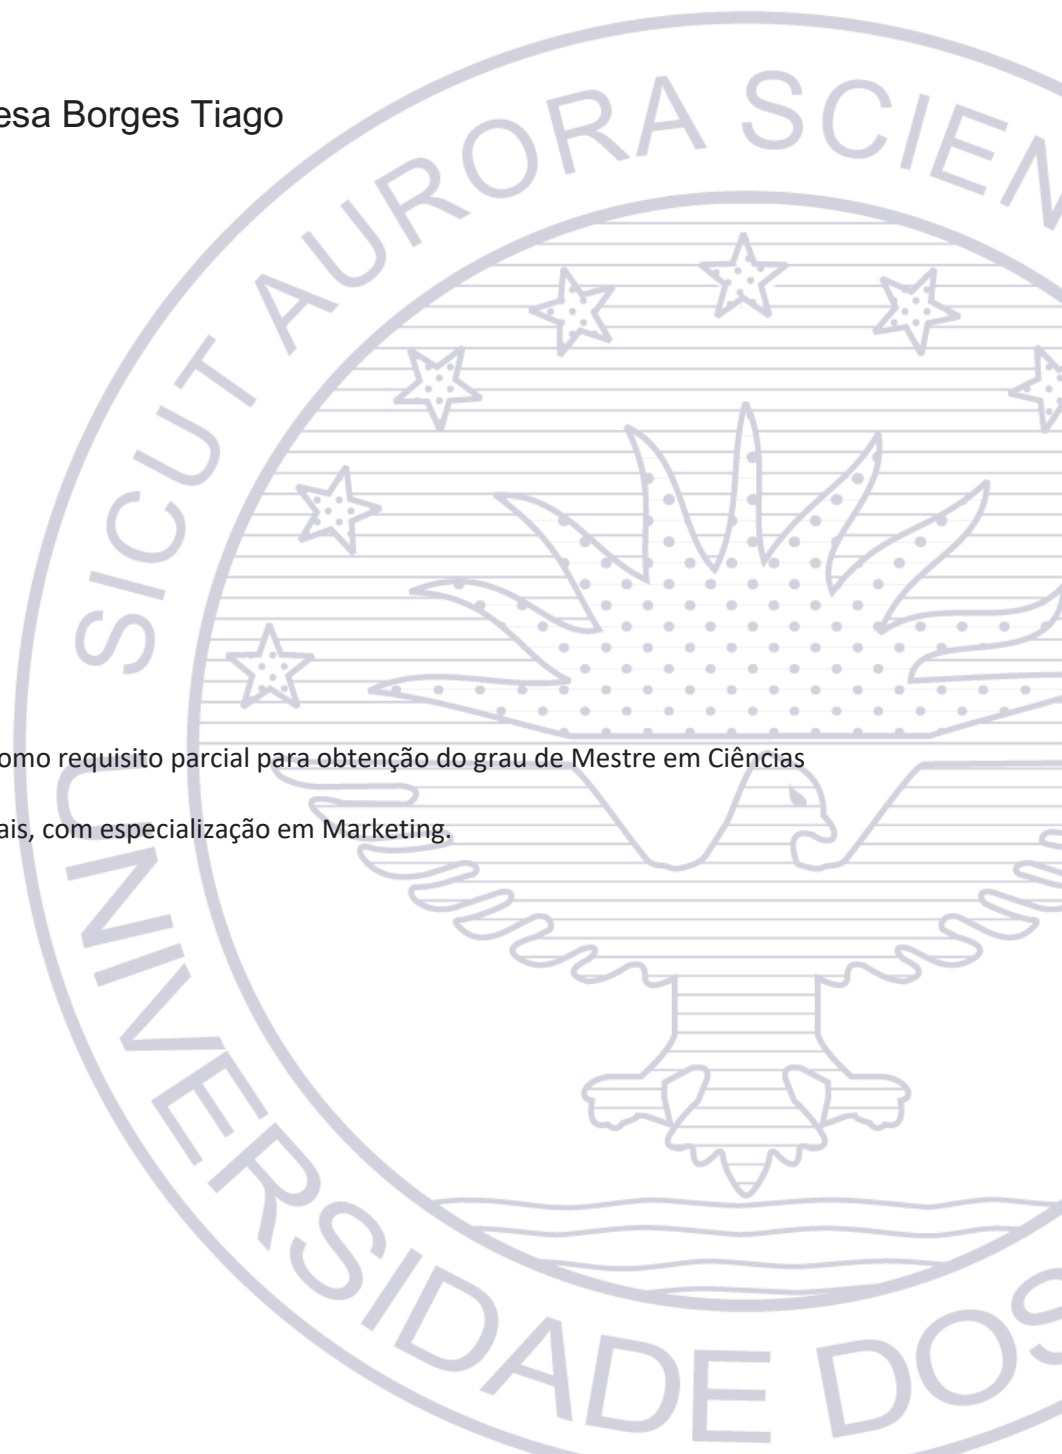 esa Borges Tiago
SICUT AURORA SCIEN
omo requisito parcial para obtenção do grau de Mestre em Ciências
ais, com especialização em Marketing.
UNIVERSIDADE DOS